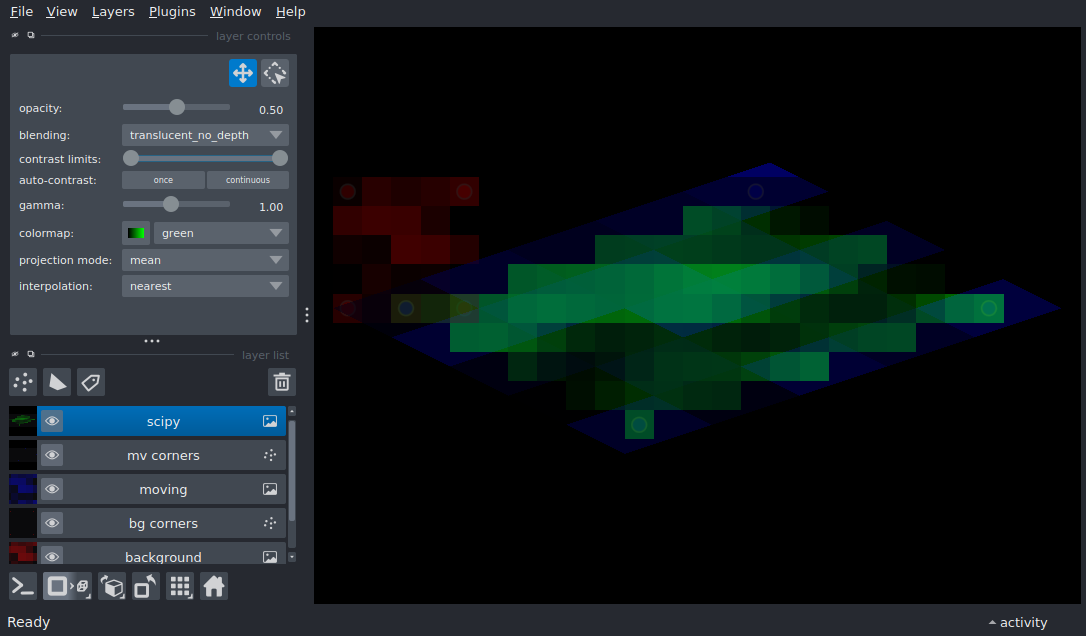 File View Layers Plugins Window Help
layer controls
opacity: 0.50
blending: translucent_no_depth
contrast limits:
auto-contrast: once continuous
gamma: 1.00
colormap: green
projection mode: mean
interpolation: nearest
layer list
scipy
mv corners
moving
bg corners
background
Ready activity